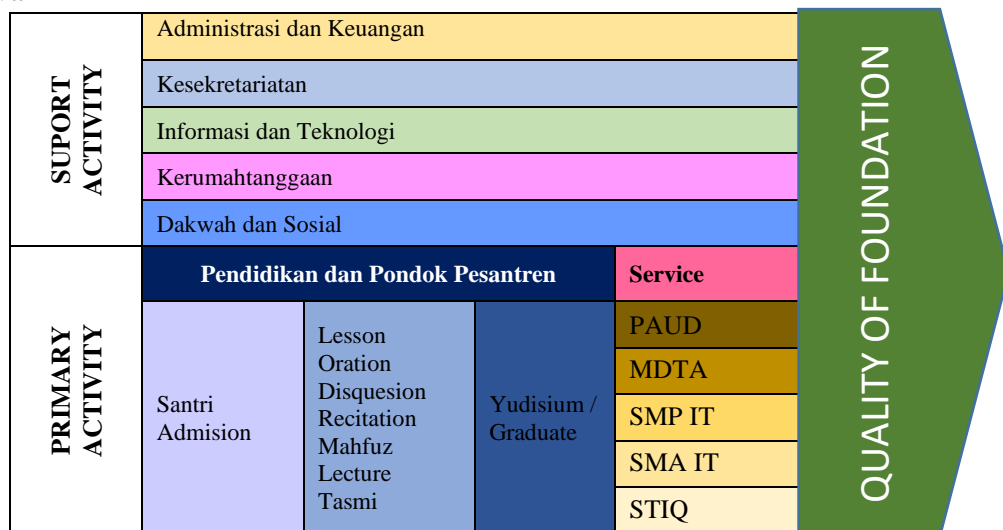 SUPORT
ACTIVITY
Administrasi dan Keuangan
Kesekretariatan
Informasi dan Teknologi
Kerumahtanggaan
Dakwah dan Sosial
PRIMARY
ACTIVITY
Pendidikan dan Pondok Pesantren
Service
Santri
Admision
Lesson
Oration
Disquesion
Recitation
Mahfuz
Lecture
Tasmi
Yudisium /
Graduate
PAUD
MDTA
SMP IT
SMA IT
STIQ
QUALITY OF FOUNDATION